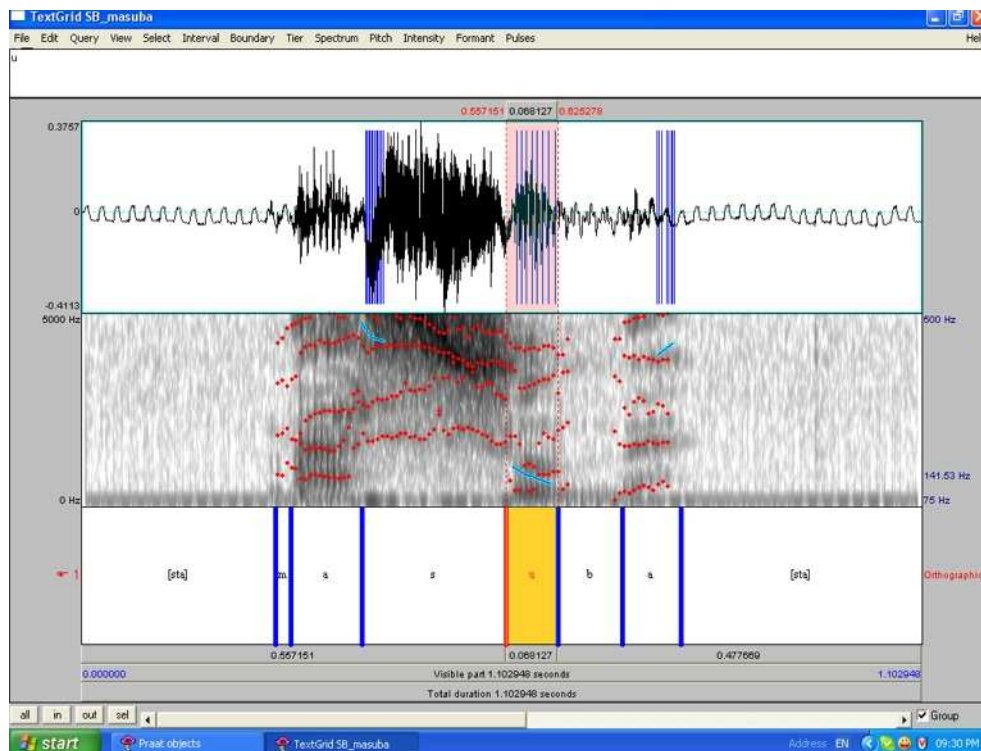 TextGrid SB_masuba
File Edit Query View Select Interval Boundary Tier Spectrum Pitch Intensity Formant Pulses Hel
u
0.557151 0.068127 0.625278
0.3757
0
-0.4113
5000 Hz 500 Hz
141.53 Hz
0 Hz 75 Hz
1 [sta] m a s u b a [sta] Orthographic
0.557151 0.068127 0.477669
0.000000 Visible part 1.102948 seconds 1.102948
Total duration 1.102948 seconds
all in out sel Group
start Praat objects TextGrid SB_masuba Address EN 09:30 PM